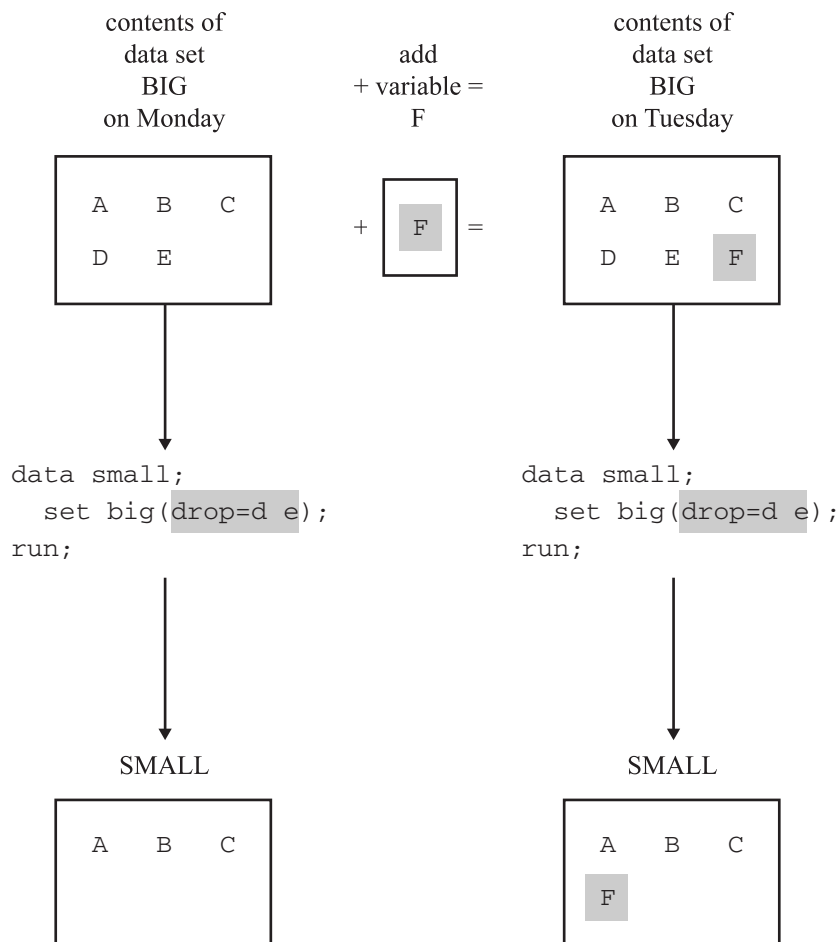 contents of
data set
BIG
on Monday
add
+ variable =
F
contents of
data set
BIG
on Tuesday
A B C
D E
+ F =
A B C
D E F
data small;
set big(drop=d e);
run;
data small;
set big(drop=d e);
run;
SMALL
A B C
SMALL
A B C
F